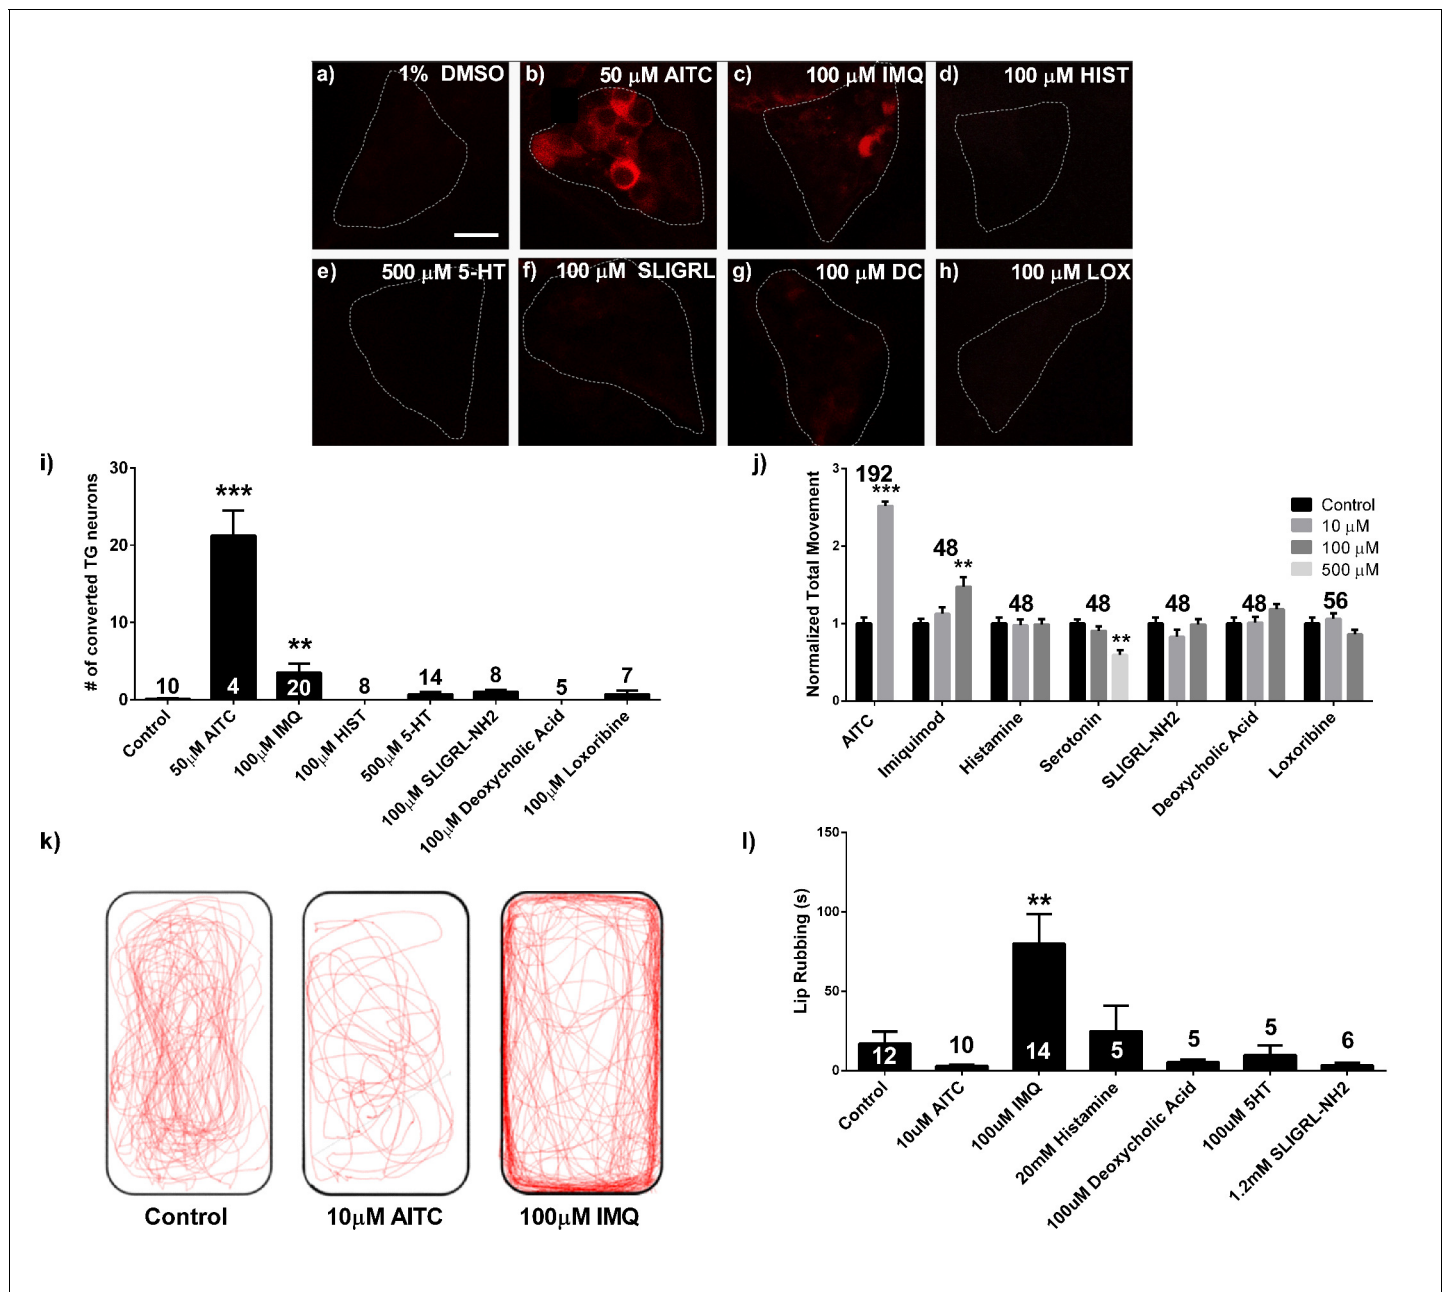 a) 1% DMSO
b) 50 µM AITC
c) 100 µM IMQ
d) 100 µM HIST
e) 500 µM 5-HT
f) 100 µM SLIGRL
g) 100 µM DC
h) 100 µM LOX
i)
# of converted TG neurons
30
20
10
0
10
***
4
**
20
8
14
8
5
7
Control
50µM AITC
100µM IMQ
100µM HIST
500µM 5-HT
100µM SLIGRL-NH2
100µM Deoxycholic Acid
100µM Loxoribine
j)
Normalized Total Movement
3
2
1
0
192
***
48
**
48
48
**
48
48
56
Control
10 µM
100 µM
500 µM
AITC
Imiquimod
Histamine
Serotonin
SLIGRL-NH2
Deoxycholic Acid
Loxoribine
k)
Control
10µM AITC
100µM IMQ
l)
Lip Rubbing (s)
150
100
50
0
12
10
**
14
5
5
5
6
Control
10uM AITC
100uM IMQ
20mM Histamine
100uM Deoxycholic Acid
100uM 5HT
1.2mM SLIGRL-NH2